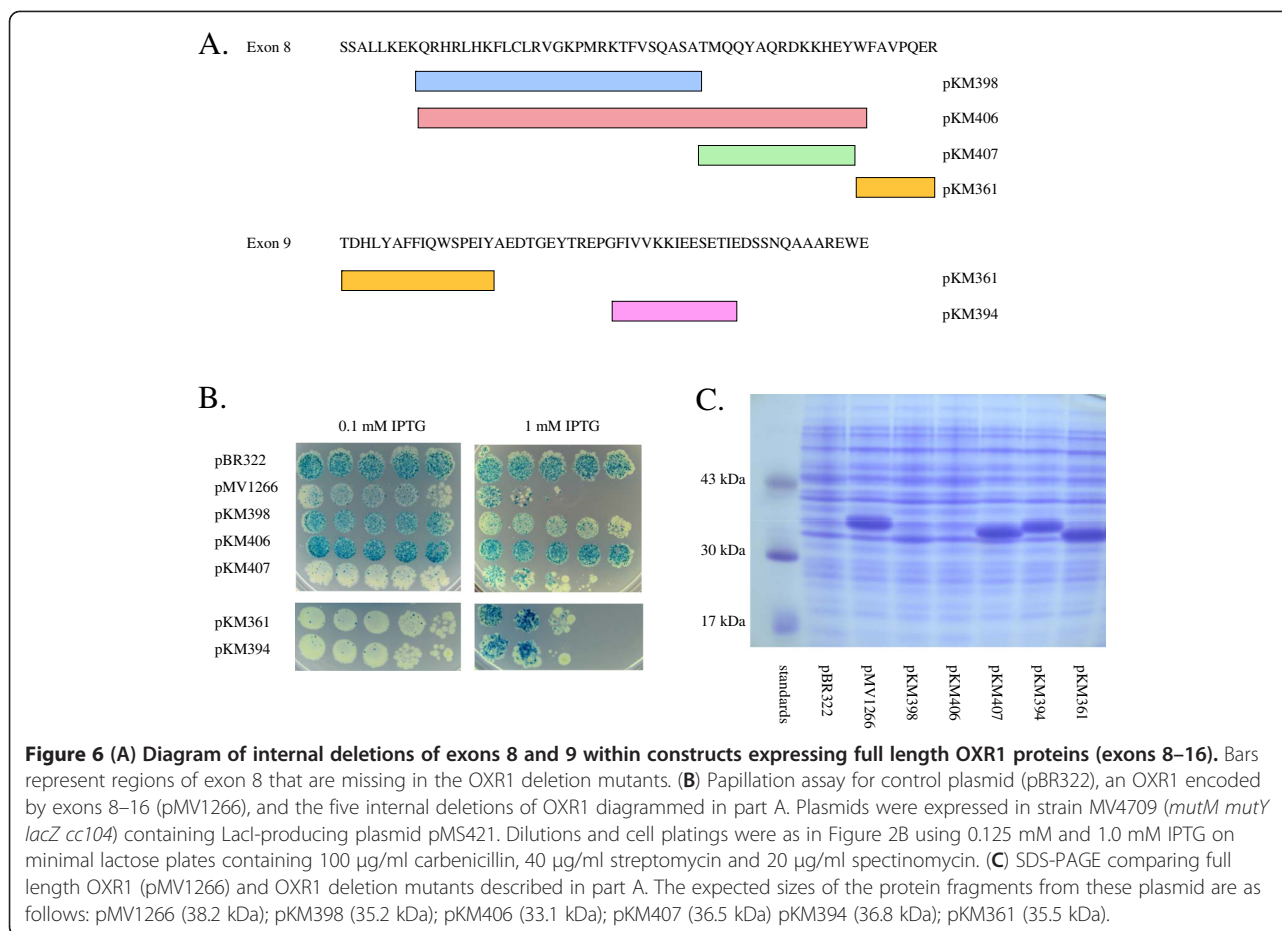 A.
Exon 8 SSALLKEKQRHRLHKFLCLRVGKPMRKTFVSQASATMQQYAQRDKKHEYWFAVPQER
pKM398
pKM406
pKM407
pKM361
Exon 9 TDHLYAFFIQWSPEIYAEDTGEYTREPGFIVVKKIEESETIEDSSNQAAAREWE
pKM361
pKM394
B.
0.1 mM IPTG 1 mM IPTG
pBR322
pMV1266
pKM398
pKM406
pKM407
pKM361
pKM394
C.
43 kDa
30 kDa
17 kDa
standards
pBR322
pMV1266
pKM398
pKM406
pKM407
pKM394
pKM361
Figure 6 (A) Diagram of internal deletions of exons 8 and 9 within constructs expressing full length OXR1 proteins (exons 8–16). Bars
represent regions of exon 8 that are missing in the OXR1 deletion mutants. (B) Papillation assay for control plasmid (pBR322), an OXR1 encoded
by exons 8–16 (pMV1266), and the five internal deletions of OXR1 diagrammed in part A. Plasmids were expressed in strain MV4709 (mutM mutY
lacZ cc104) containing LacI-producing plasmid pMS421. Dilutions and cell platings were as in Figure 2B using 0.125 mM and 1.0 mM IPTG on
minimal lactose plates containing 100 μg/ml carbenicillin, 40 μg/ml streptomycin and 20 μg/ml spectinomycin. (C) SDS-PAGE comparing full
length OXR1 (pMV1266) and OXR1 deletion mutants described in part A. The expected sizes of the protein fragments from these plasmid are as
follows: pMV1266 (38.2 kDa); pKM398 (35.2 kDa); pKM406 (33.1 kDa); pKM407 (36.5 kDa) pKM394 (36.8 kDa); pKM361 (35.5 kDa).